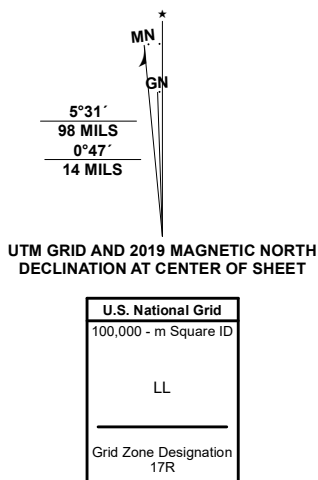 ★
MN
GN
5°31´
98 MILS
0°47´
14 MILS
UTM GRID AND 2019 MAGNETIC NORTH
DECLINATION AT CENTER OF SHEET
U.S. National Grid
100,000 - m Square ID
LL
Grid Zone Designation
17R